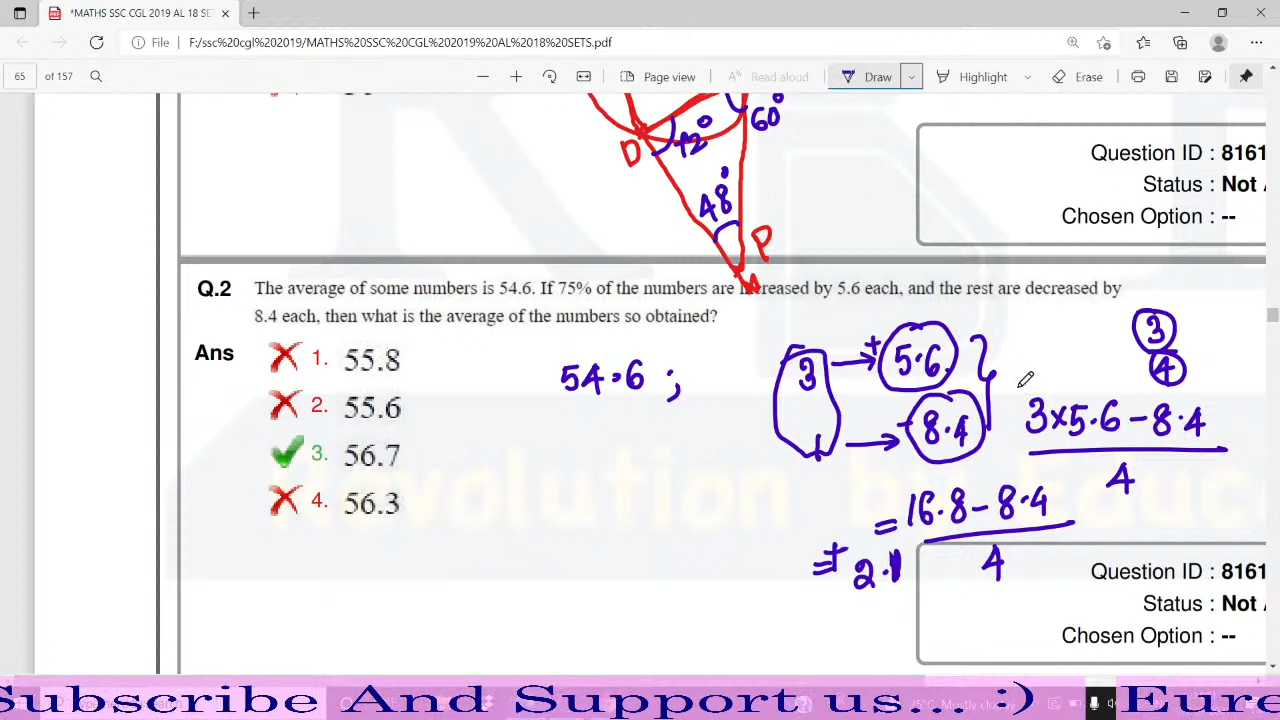 *MATHS SSC CGL 2019 AL 18 SET
File F:/ssc%20cgl%202019/MATHS%20SSC%20CGL%202019%20AL%2018%20SETS.pdf
65 of 157 Page view Read aloud Draw Highlight Erase
60°
D 72°
48°
P
Question ID : 8161
Status : Not
Chosen Option : --
Q.2 The average of some numbers is 54.6. If 75% of the numbers are increased by 5.6 each, and the rest are decreased by
8.4 each, then what is the average of the numbers so obtained?
Ans
1. 55.8
2. 55.6
3. 56.7
4. 56.3
54.6 ;
3 → + 5.6
1 → - 8.4
3
4
3×5.6-8.4
4
= 16.8-8.4
4
= + 2.1
Question ID : 8161
Status : Not
Chosen Option : --
Subscribe And Support us... :) Eure